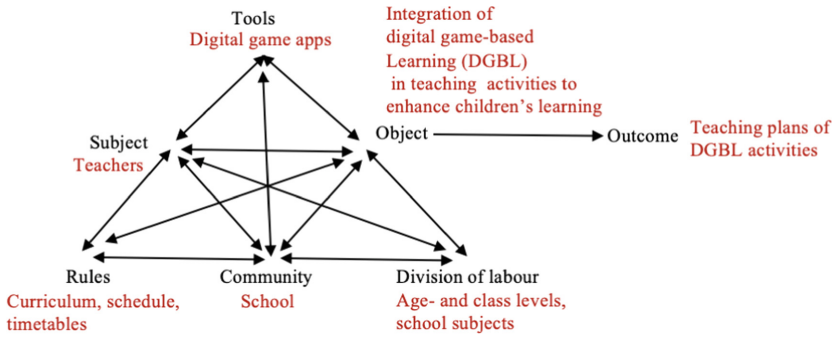 Tools
Digital game apps
Integration of
digital game-based
Learning (DGBL)
in teaching activities to
enhance children's learning
Subject
Teachers
Object
Outcome
Teaching plans of
DGBL activities
Rules
Curriculum, schedule,
timetables
Community
School
Division of labour
Age- and class levels,
school subjects